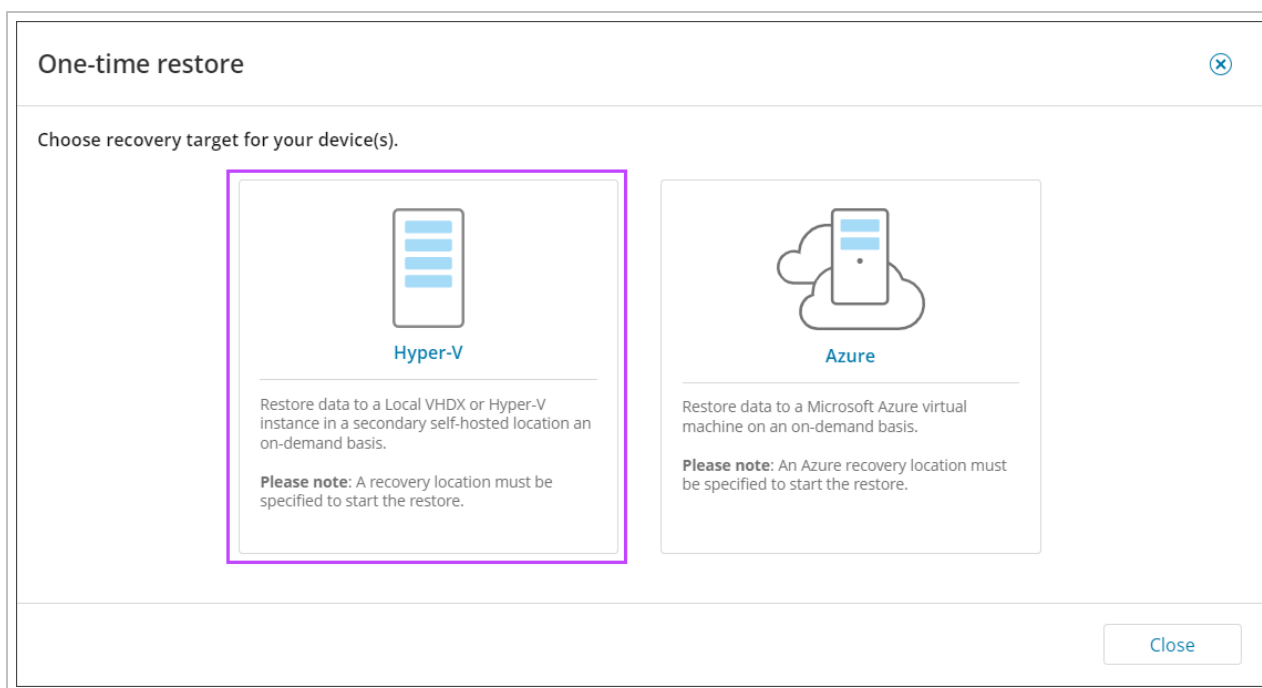 One-time restore
Choose recovery target for your device(s).
Hyper-V
Restore data to a Local VHDX or Hyper-V
instance in a secondary self-hosted location an
on-demand basis.
Please note: A recovery location must be
specified to start the restore.
Azure
Restore data to a Microsoft Azure virtual
machine on an on-demand basis.
Please note: An Azure recovery location must
be specified to start the restore.
Close